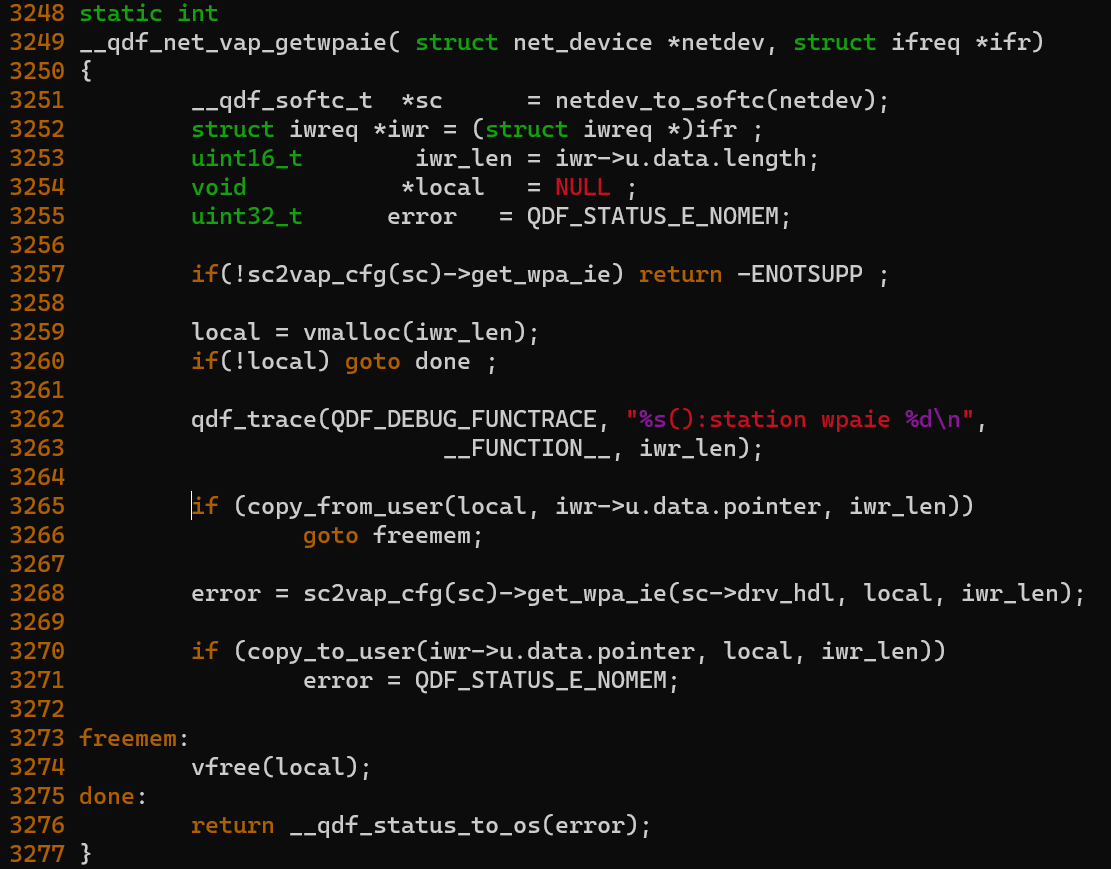 3248 static int
3249 __qdf_net_vap_getwpaie( struct net_device *netdev, struct ifreq *ifr)
3250 {
3251         __qdf_softc_t  *sc      = netdev_to_softc(netdev);
3252         struct iwreq *iwr = (struct iwreq *)ifr ;
3253         uint16_t        iwr_len = iwr->u.data.length;
3254         void           *local   = NULL ;
3255         uint32_t      error   = QDF_STATUS_E_NOMEM;
3256
3257         if(!sc2vap_cfg(sc)->get_wpa_ie) return -ENOTSUPP ;
3258
3259         local = vmalloc(iwr_len);
3260         if(!local) goto done ;
3261
3262         qdf_trace(QDF_DEBUG_FUNCTRACE, "%s():station wpaie %d\n",
3263                           __FUNCTION__, iwr_len);
3264
3265         if (copy_from_user(local, iwr->u.data.pointer, iwr_len))
3266                 goto freemem;
3267
3268         error = sc2vap_cfg(sc)->get_wpa_ie(sc->drv_hdl, local, iwr_len);
3269
3270         if (copy_to_user(iwr->u.data.pointer, local, iwr_len))
3271                 error = QDF_STATUS_E_NOMEM;
3272
3273 freemem:
3274         vfree(local);
3275 done:
3276         return __qdf_status_to_os(error);
3277 }